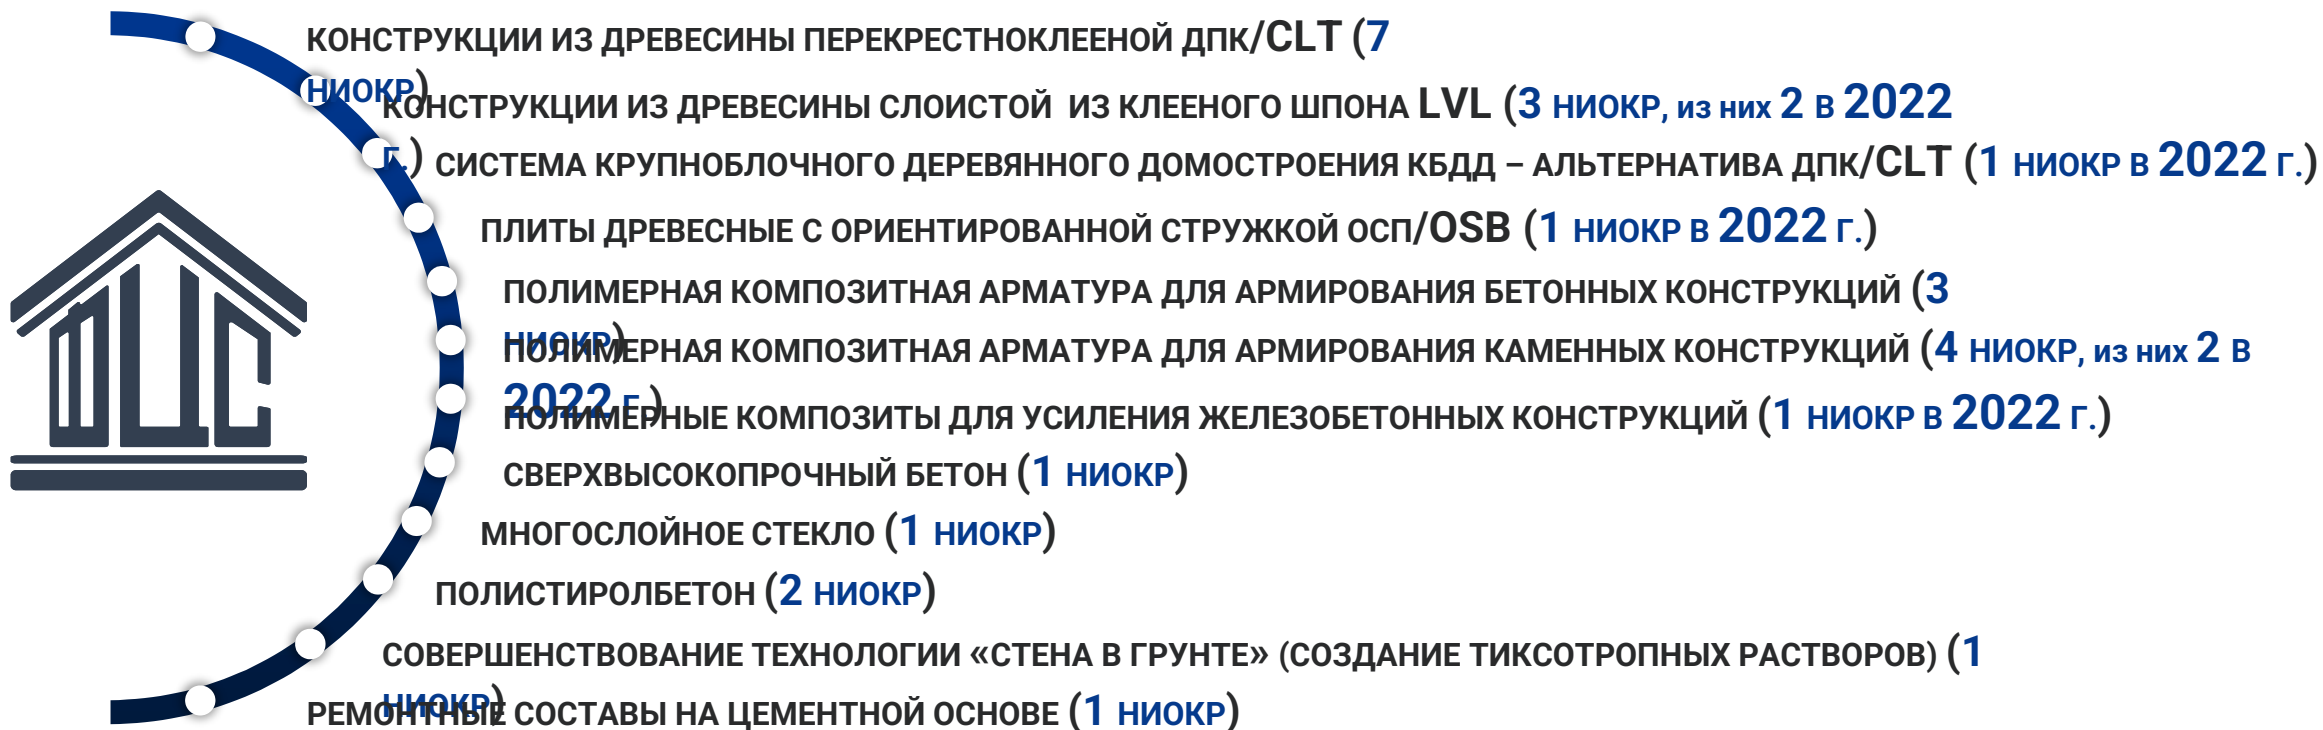 КОНСТРУКЦИИ ИЗ ДРЕВЕСИНЫ ПЕРЕКРЕСТНОКЛЕЕНОЙ ДПК/CLT (7
НИОКР)
КОНСТРУКЦИИ ИЗ ДРЕВЕСИНЫ СЛОИСТОЙ ИЗ КЛЕЕНОГО ШПОНА LVL (3 НИОКР, из них 2 В 2022
Г.)
СИСТЕМА КРУПНОБЛОЧНОГО ДЕРЕВЯННОГО ДОМОСТРОЕНИЯ КБДД – АЛЬТЕРНАТИВА ДПК/CLT (1 НИОКР В 2022 Г.)
ПЛИТЫ ДРЕВЕСНЫЕ С ОРИЕНТИРОВАННОЙ СТРУЖКОЙ ОСП/OSB (1 НИОКР В 2022 Г.)
ПОЛИМЕРНАЯ КОМПОЗИТНАЯ АРМАТУРА ДЛЯ АРМИРОВАНИЯ БЕТОННЫХ КОНСТРУКЦИЙ (3
НИОКР)
ПОЛИМЕРНАЯ КОМПОЗИТНАЯ АРМАТУРА ДЛЯ АРМИРОВАНИЯ КАМЕННЫХ КОНСТРУКЦИЙ (4 НИОКР, из них 2 В
2022 Г.)
ПОЛИМЕРНЫЕ КОМПОЗИТЫ ДЛЯ УСИЛЕНИЯ ЖЕЛЕЗОБЕТОННЫХ КОНСТРУКЦИЙ (1 НИОКР В 2022 Г.)
СВЕРХВЫСОКОПРОЧНЫЙ БЕТОН (1 НИОКР)
МНОГОСЛОЙНОЕ СТЕКЛО (1 НИОКР)
ПОЛИСТИРОЛБЕТОН (2 НИОКР)
СОВЕРШЕНСТВОВАНИЕ ТЕХНОЛОГИИ «СТЕНА В ГРУНТЕ» (СОЗДАНИЕ ТИКСОТРОПНЫХ РАСТВОРОВ) (1
НИОКР)
РЕМОНТНЫЕ СОСТАВЫ НА ЦЕМЕНТНОЙ ОСНОВЕ (1 НИОКР)